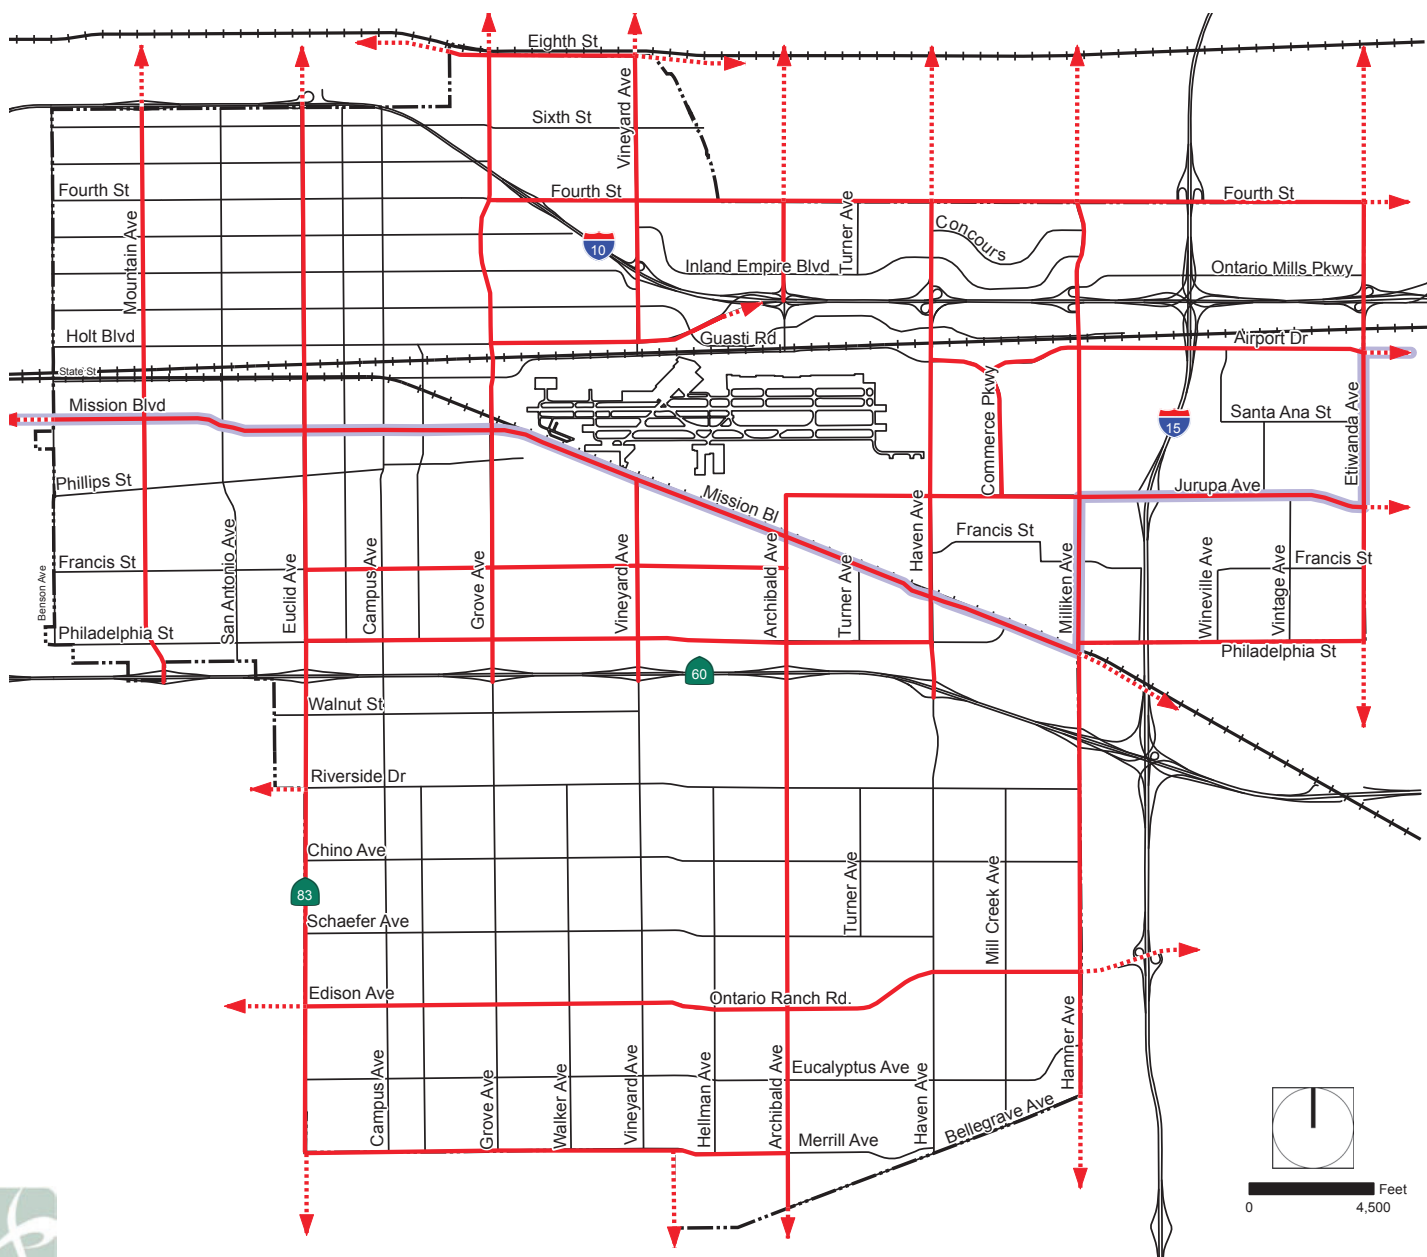 Eighth St
Vineyard Ave
Sixth St
Fourth St
Fourth St
Fourth St
Mountain Ave
Turner Ave
Concours
10
Inland Empire Blvd
Ontario Mills Pkwy
Holt Blvd
Guasti Rd
Airport Dr
State St
Mission Blvd
Commerce Pkwy
Santa Ana St
Etiwanda Ave
15
Phillips St
Mission Bl
Jurupa Ave
Haven Ave
Francis St
Francis St
Francis St
Benson Ave
San Antonio Ave
Euclid Ave
Campus Ave
Grove Ave
Vineyard Ave
Archibald Ave
Turner Ave
Milliken Ave
Wineville Ave
Vintage Ave
Philadelphia St
Philadelphia St
60
Walnut St
Riverside Dr
Chino Ave
Turner Ave
Mill Creek Ave
83
Schaefer Ave
Edison Ave
Ontario Ranch Rd.
Hamner Ave
Eucalyptus Ave
Campus Ave
Grove Ave
Walker Ave
Vineyard Ave
Hellman Ave
Archibald Ave
Haven Ave
Bellegrave Ave
Merrill Ave
Feet
0 4,500